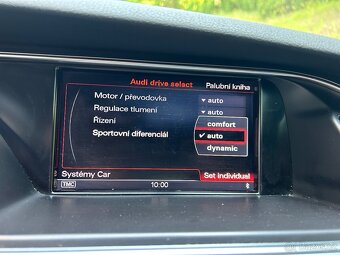 Audi drive select
Palubní kniha
Motor / převodovka
auto
Regulace tlumení
auto
Řízení
comfort
Sportovní diferenciál
auto
dynamic
Systémy Car
Set individual
TMC
10:00